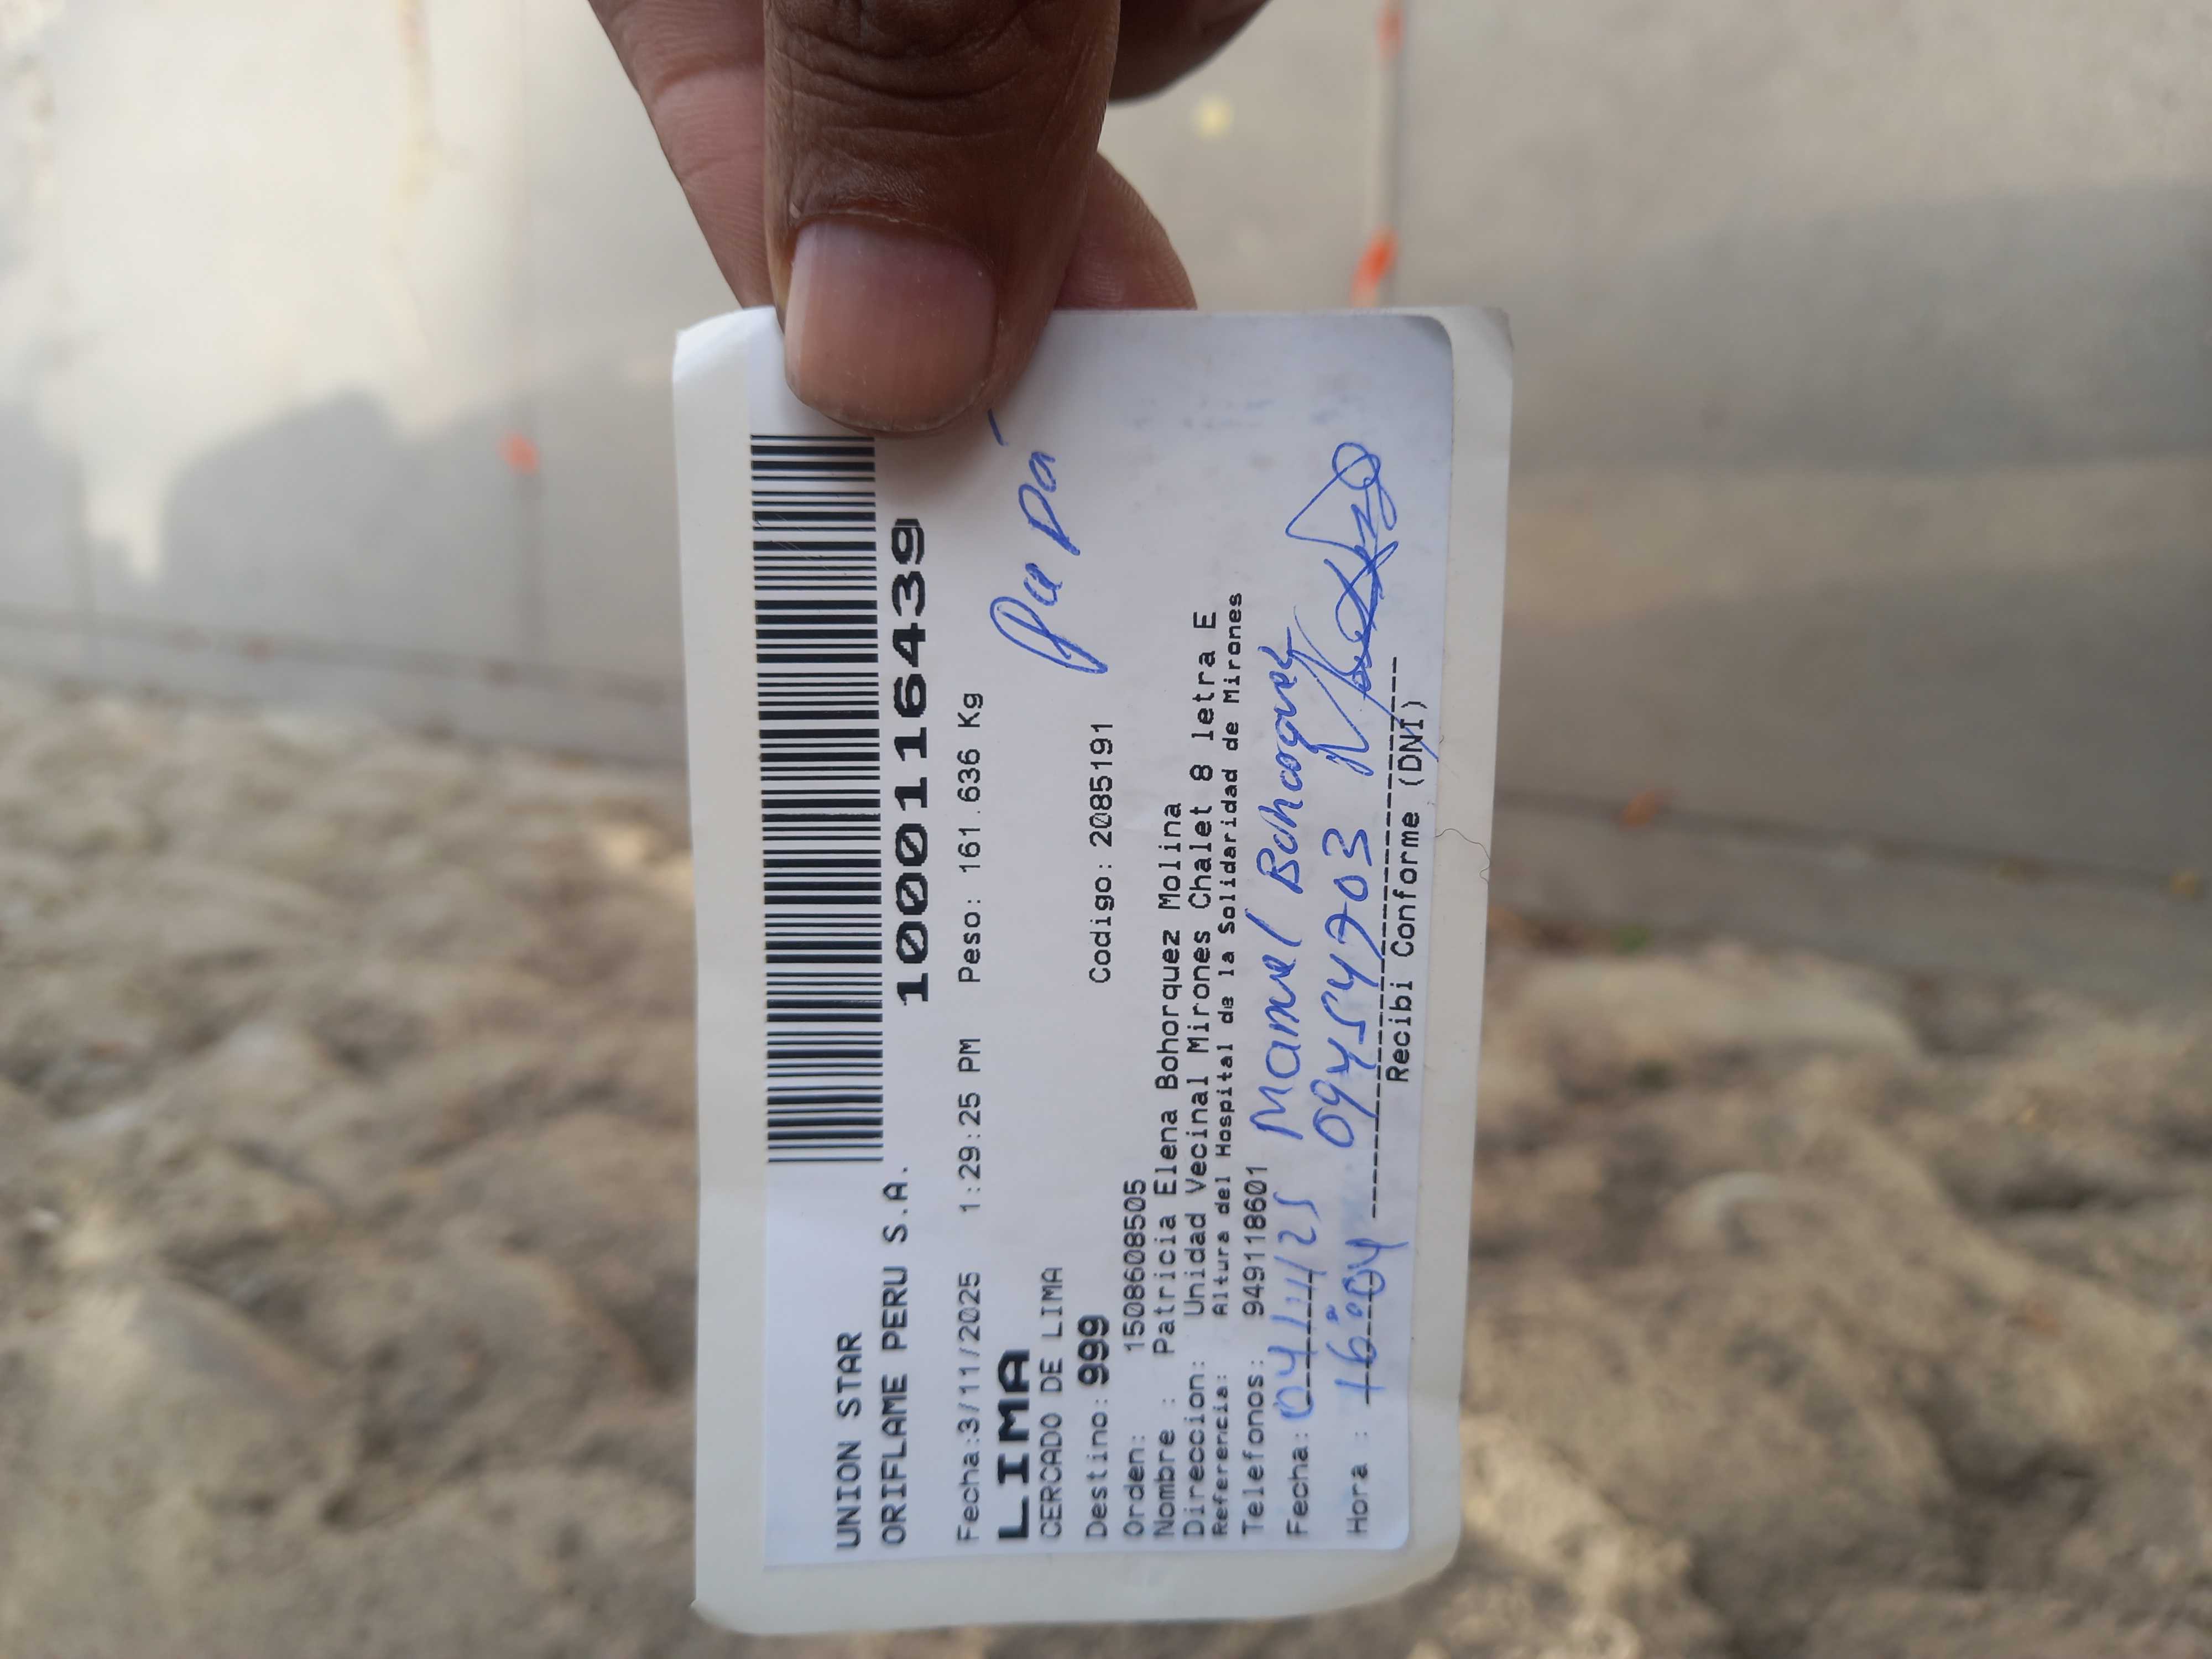 UNION STAR
ORIFLAME PERU S.A.
1000116439
Fecha:3/11/2025 1:29:25 PM Peso: 161.636 Kg
LIMA
CERCADO DE LIMA
Destino:999 Codigo:2085191
Orden: 1508608505
Nombre : Patricia Elena Bohorquez Molina
Direccion: Unidad Vecinal Mirones Chalet 8 letra E
Referencia: Altura del Hospital de la Solidaridad de Mirones
Telefonos: 949118601
Fecha: 04/11/25 Manuel Bohorquez
Hora : 16:04 09454703
Recibi Conforme (DNI)